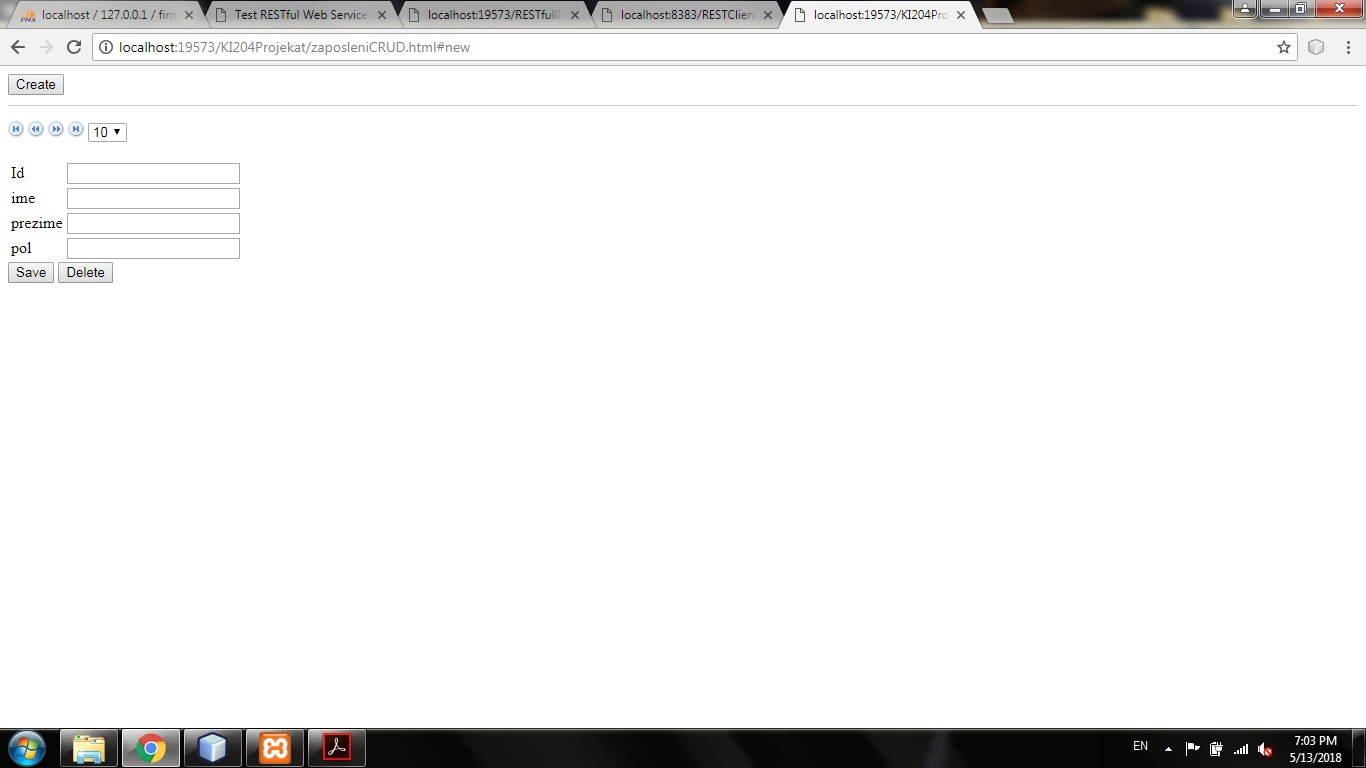 localhost / 127.0.0.1 / firm
Test RESTful Web Service
localhost:19573/RESTfullD
localhost:8383/RESTClien
localhost:19573/KI204Pro
localhost:19573/KI204Projekat/zaposleniCRUD.html#new
Create
10
Id
ime
prezime
pol
Save Delete
EN
7:03 PM
5/13/2018